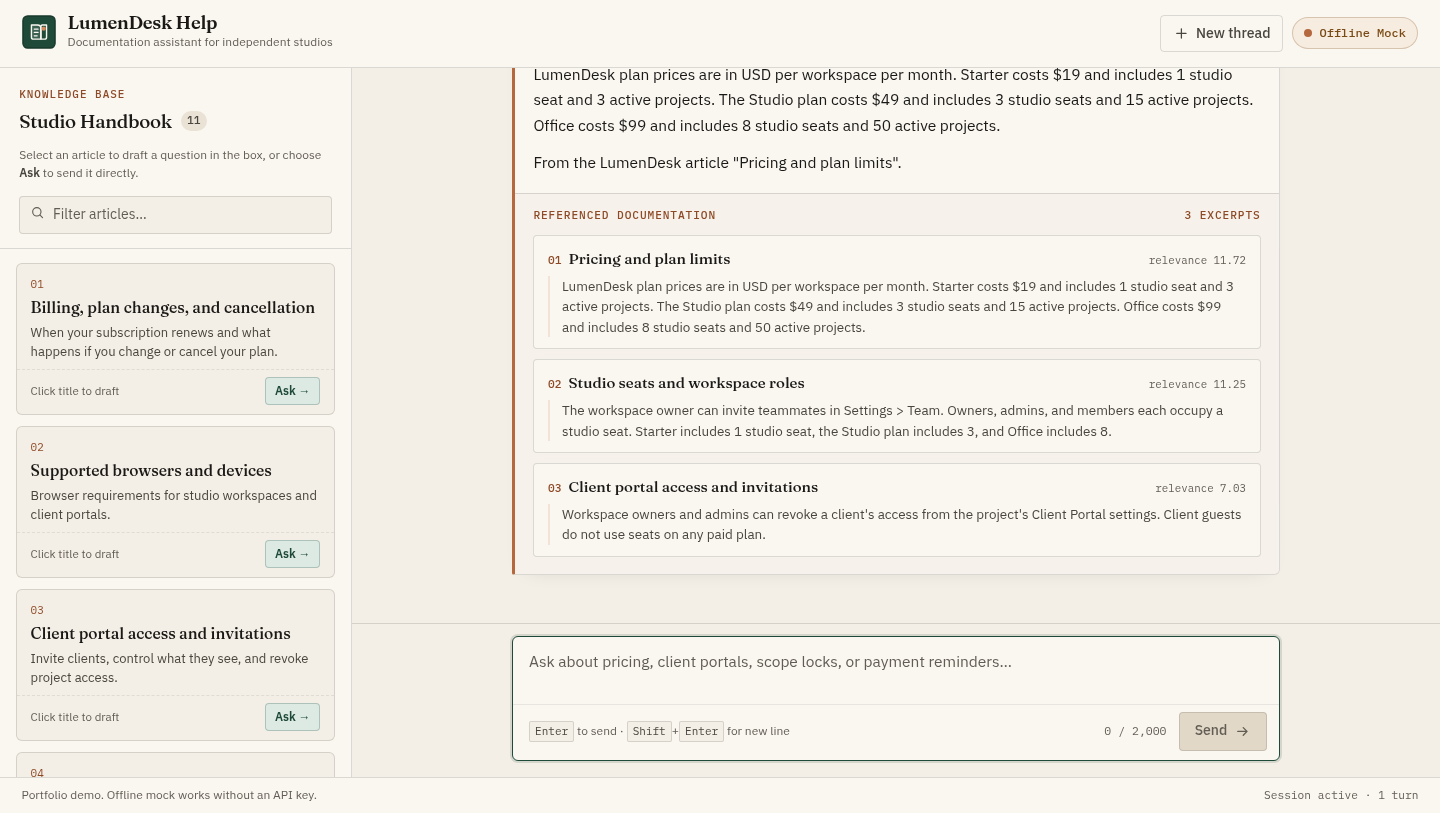 LumenDesk Help
Documentation assistant for independent studios
New thread
Offline Mock
KNOWLEDGE BASE
Studio Handbook 11
Select an article to draft a question in the box, or choose
Ask to send it directly.
Filter articles...
01
Billing, plan changes, and cancellation
When your subscription renews and what
happens if you change or cancel your plan.
Click title to draft
Ask →
02
Supported browsers and devices
Browser requirements for studio workspaces and
client portals.
Click title to draft
Ask →
03
Client portal access and invitations
Invite clients, control what they see, and revoke
project access.
Click title to draft
Ask →
04
LumenDesk plan prices are in USD per workspace per month. Starter costs $19 and includes 1 studio
seat and 3 active projects. The Studio plan costs $49 and includes 3 studio seats and 15 active projects.
Office costs $99 and includes 8 studio seats and 50 active projects.
From the LumenDesk article "Pricing and plan limits".
REFERENCED DOCUMENTATION
3 EXCERPTS
01 Pricing and plan limits
relevance 11.72
LumenDesk plan prices are in USD per workspace per month. Starter costs $19 and includes 1 studio seat and 3
active projects. The Studio plan costs $49 and includes 3 studio seats and 15 active projects. Office costs $99
and includes 8 studio seats and 50 active projects.
02 Studio seats and workspace roles
relevance 11.25
The workspace owner can invite teammates in Settings > Team. Owners, admins, and members each occupy a
studio seat. Starter includes 1 studio seat, the Studio plan includes 3, and Office includes 8.
03 Client portal access and invitations
relevance 7.03
Workspace owners and admins can revoke a client's access from the project's Client Portal settings. Client guests
do not use seats on any paid plan.
Ask about pricing, client portals, scope locks, or payment reminders...
Enter to send · Shift+Enter for new line
0 / 2,000
Send →
Portfolio demo. Offline mock works without an API key.
Session active · 1 turn